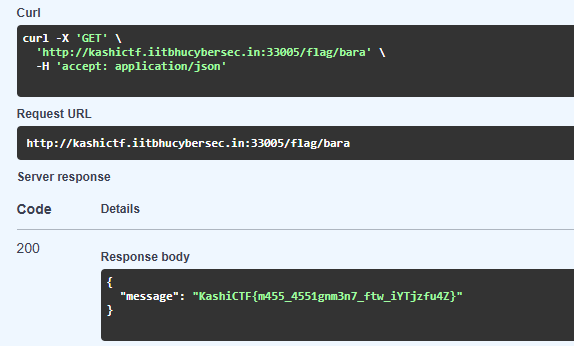 Curl
curl -X 'GET' \
'http://kashictf.iitbhucybersec.in:33005/flag/bara' \
-H 'accept: application/json'
Request URL
http://kashictf.iitbhucybersec.in:33005/flag/bara
Server response
Code Details
200
Response body
{
"message": "KashiCTF{m455_4551gnm3n7_ftw_iYTjzfu4Z}"
}